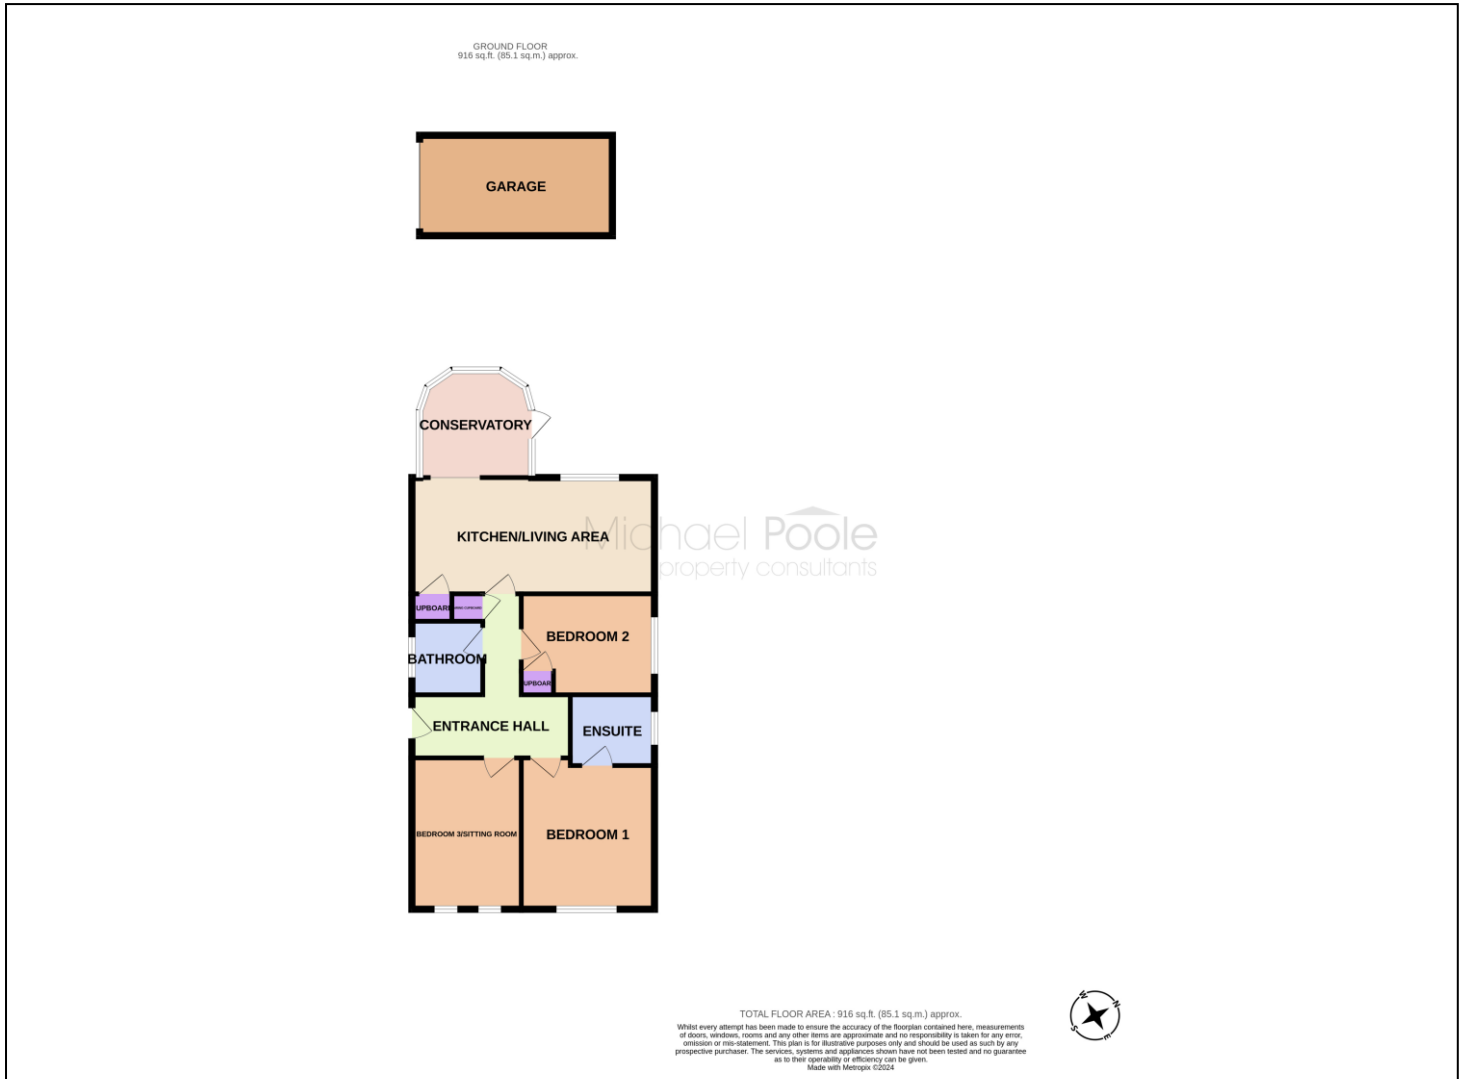 GROUND FLOOR
916 sq.ft. (85.1 sq.m.) approx.
GARAGE
CONSERVATORY
KITCHEN/LIVING AREA
Michael Poole
property consultants
UPBOAR
BEDROOM 2
BATHROOM
UPBOAR
ENTRANCE HALL
ENSUITE
BEDROOM 3/SITTING ROOM
BEDROOM 1
TOTAL FLOOR AREA : 916 sq.ft. (85.1 sq.m.) approx.
Whilst every attempt has been made to ensure the accuracy of the floorplan contained here, measurements
of doors, windows, rooms and any other items are approximate and no responsibility is taken for any error,
omission or mis-statement. This plan is for illustrative purposes only and should be used as such by any
prospective purchaser. The services, systems and appliances shown have not been tested and no guarantee
as to their operability or efficiency can be given.
Made with Metropix ©2024
W
N
S
E